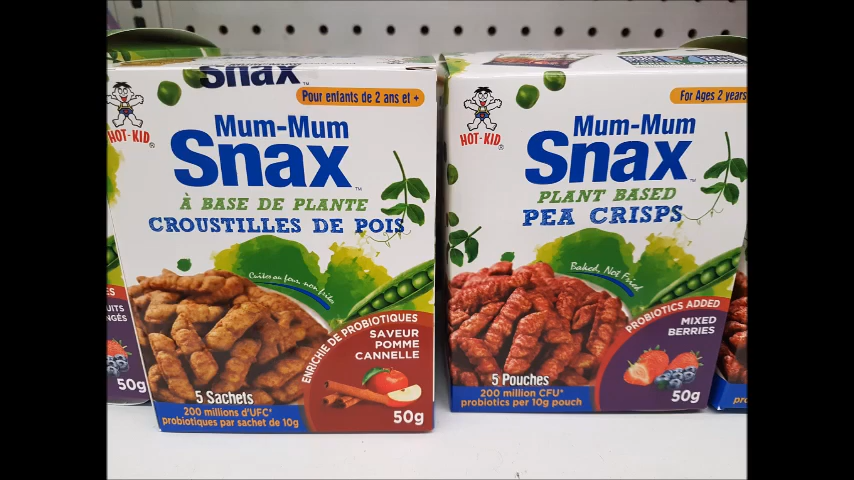 Snax
Pour enfants de 2 ans et +
HOT-KID
Mum-Mum
Snax
À BASE DE PLANTE
CROUSTILLES DE POIS
Cuites au four, non frites
ENRICHIE DE PROBIOTIQUES
SAVEUR
POMME
CANNELLE
5 Sachets
200 millions d'UFC*
probiotiques par sachet de 10g
50g
50g
For Ages 2 years
HOT-KID
Mum-Mum
Snax
PLANT BASED
PEA CRISPS
Baked, Not Fried
PROBIOTICS ADDED
MIXED
BERRIES
5 Pouches
200 million CFU*
probiotics per 10g pouch
50g